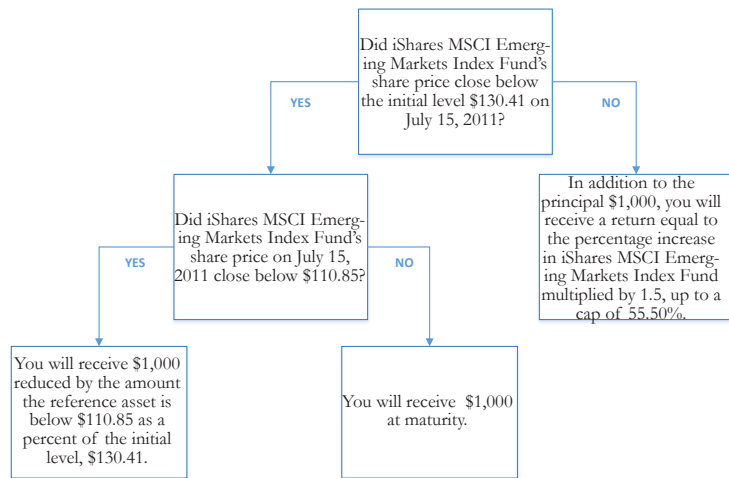 Did iShares MSCI Emerg-
ing Markets Index Fund's
share price close below
the initial level $130.41 on
July 15, 2011?
YES
NO
Did iShares MSCI Emerg-
ing Markets Index Fund's
share price on July 15,
2011 close below $110.85?
In addition to the
principal $1,000, you will
receive a return equal to
the percentage increase
in iShares MSCI Emerg-
ing Markets Index Fund
multiplied by 1.5, up to a
cap of 55.50%.
YES
NO
You will receive $1,000
reduced by the amount
the reference asset is
below $110.85 as a
percent of the initial
level, $130.41.
You will receive $1,000
at maturity.